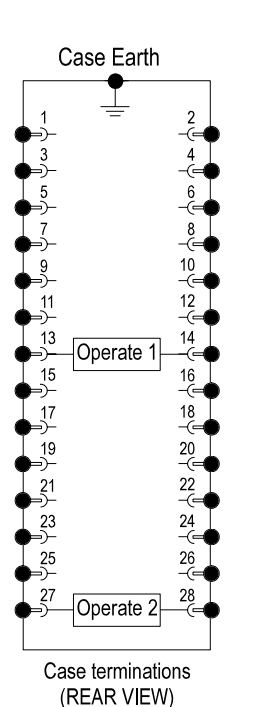 Case Earth
1 2
3 4
5 6
7 8
9 10
11 12
13 Operate 1 14
15 16
17 18
19 20
21 22
23 24
25 26
27 Operate 2 28
Case terminations
(REAR VIEW)